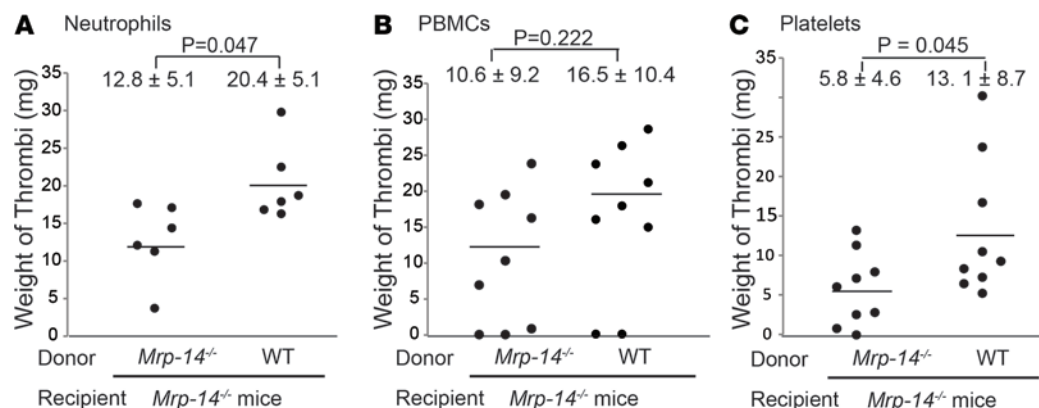 A Neutrophils
P=0.047
12.8 ± 5.1 20.4 ± 5.1
Weight of Thrombi (mg)
35
30
25
20
15
10
5
0
Donor Mrp-14-/- WT
Recipient Mrp-14-/- mice
B PBMCs
P=0.222
10.6 ± 9.2 16.5 ± 10.4
Weight of Thrombi (mg)
35
30
25
20
15
10
5
0
Donor Mrp-14-/- WT
Recipient Mrp-14-/- mice
C Platelets
P = 0.045
5.8 ± 4.6 13. 1 ± 8.7
Weight of Thrombi (mg)
35
30
25
20
15
10
5
0
Donor Mrp-14-/- WT
Recipient Mrp-14-/- mice